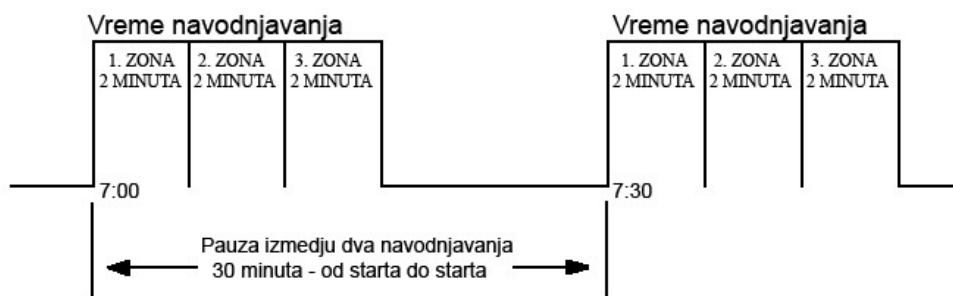 Vreme navodnjavanja
1. ZONA
2 MINUTA
2. ZONA
2 MINUTA
3. ZONA
2 MINUTA
7:00
Vreme navodnjavanja
1. ZONA
2 MINUTA
2. ZONA
2 MINUTA
3. ZONA
2 MINUTA
7:30
Pauza izmedju dva navodnjavanja
30 minuta - od starta do starta